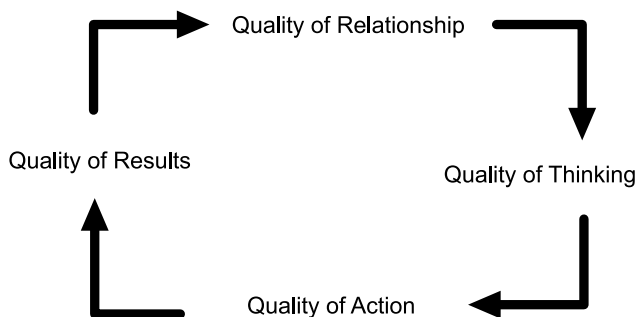 Quality of Relationship
Quality of Results
Quality of Thinking
Quality of Action